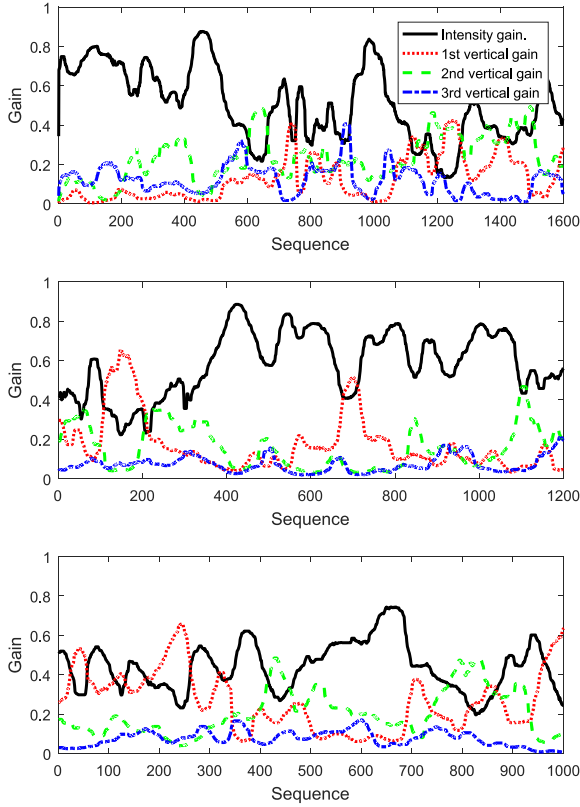 1
0.8
0.6
0.4
0.2
0
Gain
Intensity gain.
1st vertical gain
2nd vertical gain
3rd vertical gain
0 200 400 600 800 1000 1200 1400 1600
Sequence
1
0.8
0.6
0.4
0.2
0
Gain
0 200 400 600 800 1000 1200
Sequence
1
0.8
0.6
0.4
0.2
0
Gain
0 100 200 300 400 500 600 700 800 900 1000
Sequence